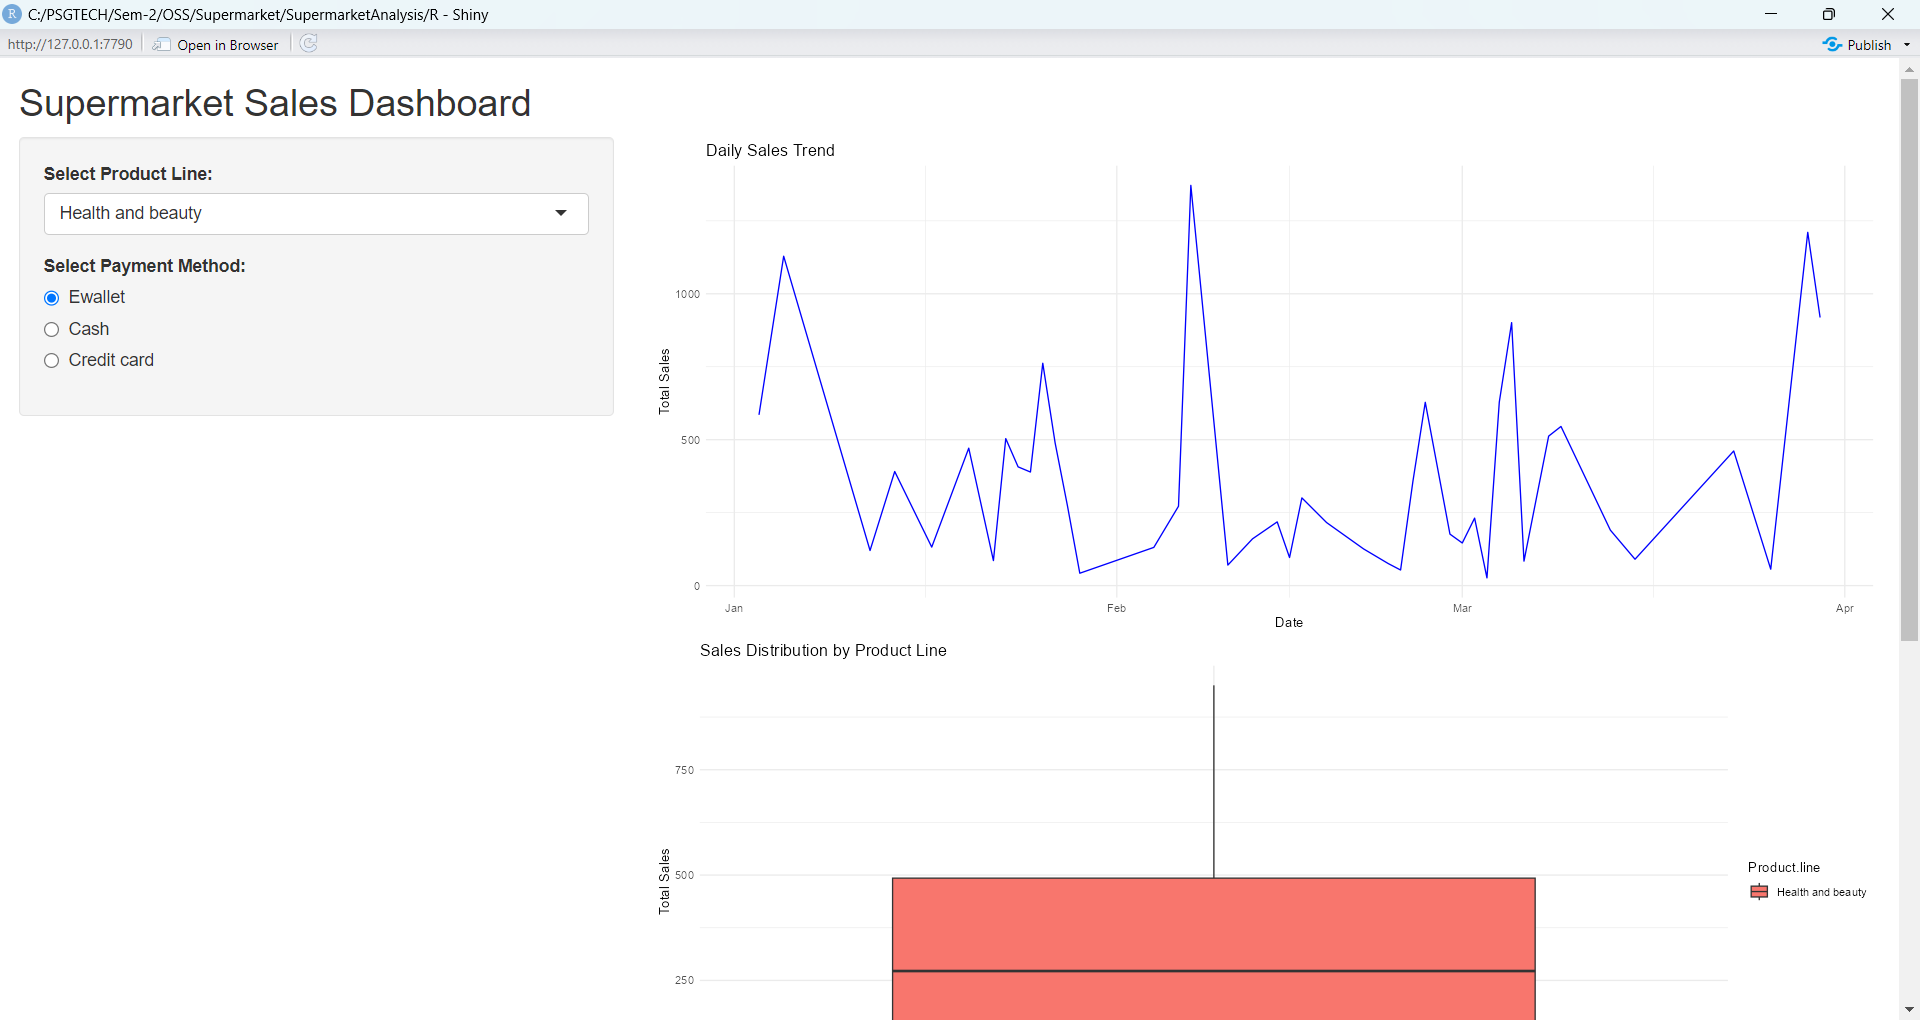 R C:/PSGTECH/Sem-2/OSS/Supermarket/SupermarketAnalysis/R - Shiny
http://127.0.0.1:7790 Open in Browser Publish
Supermarket Sales Dashboard
Select Product Line:
Health and beauty
Select Payment Method:
Ewallet
Cash
Credit card
Daily Sales Trend
1000
500
0
Total Sales
Jan Feb Mar Apr
Date
Sales Distribution by Product Line
750
500
250
Total Sales
Product.line
Health and beauty